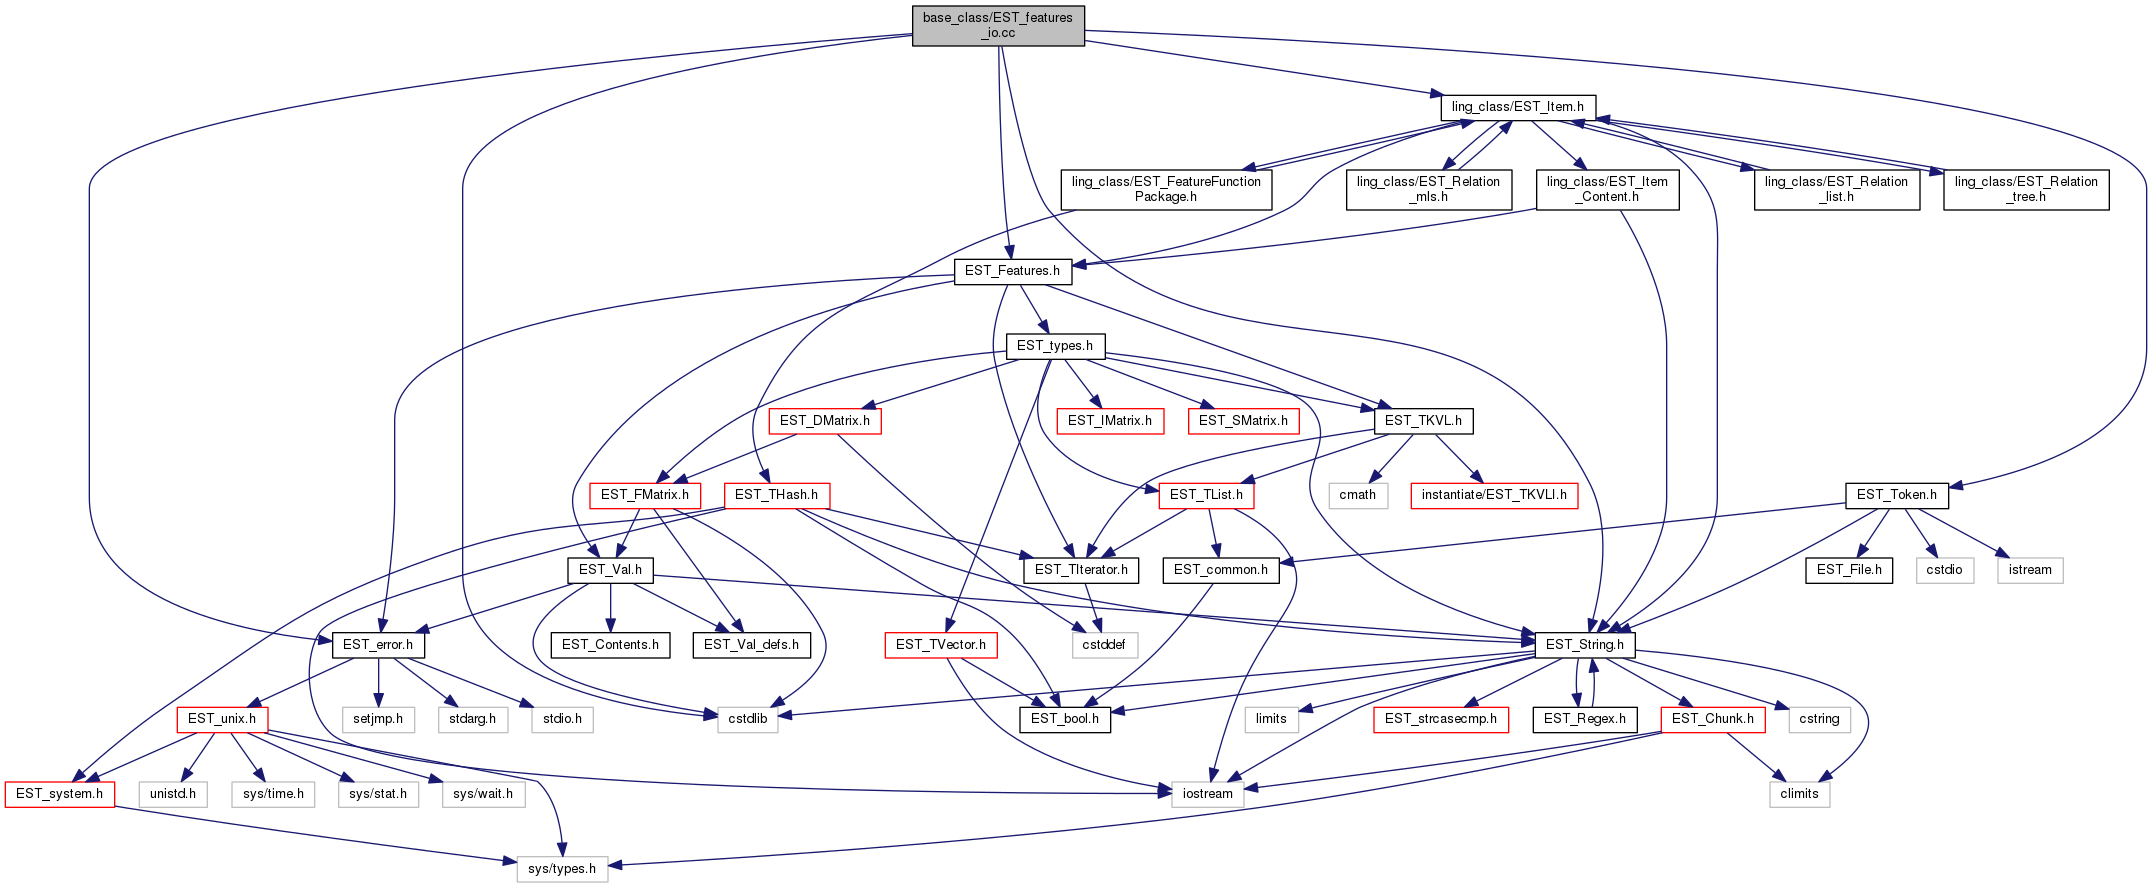 base_class/EST_features
_io.cc
ling_class/EST_Item.h
ling_class/EST_FeatureFunction
Package.h
ling_class/EST_Relation
_mls.h
ling_class/EST_Item
_Content.h
ling_class/EST_Relation
_list.h
ling_class/EST_Relation
_tree.h
EST_Features.h
EST_types.h
EST_DMatrix.h
EST_IMatrix.h
EST_SMatrix.h
EST_TKVL.h
EST_FMatrix.h
EST_THash.h
EST_TList.h
cmath
instantiate/EST_TKVLI.h
EST_Token.h
EST_Val.h
EST_TIterator.h
EST_common.h
EST_File.h
cstdio
istream
EST_error.h
EST_Contents.h
EST_Val_defs.h
EST_TVector.h
cstddef
EST_String.h
EST_unix.h
setjmp.h
stdarg.h
stdio.h
cstdlib
EST_bool.h
limits
EST_strcasecmp.h
EST_Regex.h
EST_Chunk.h
cstring
EST_system.h
unistd.h
sys/time.h
sys/stat.h
sys/wait.h
iostream
climits
sys/types.h